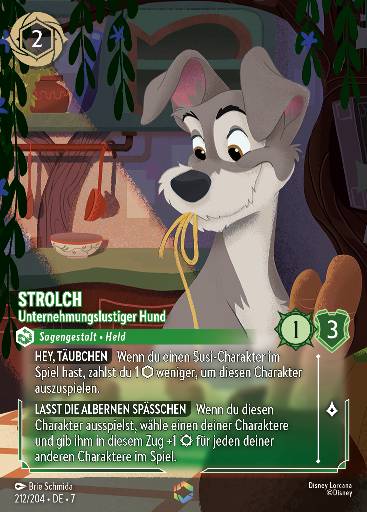 2
STROLCH
Unternehmungslustiger Hund
1 3
Sagengestalt • Held
HEY, TÄUBCHEN Wenn du einen Susi-Charakter im
Spiel hast, zahlst du 1 weniger, um diesen Charakter
auszuspielen.
LASST DIE ALBERNEN SPÄSSCHEN Wenn du diesen
Charakter ausspielst, wähle einen deiner Charaktere
und gib ihm in diesem Zug +1 für jeden deiner
anderen Charaktere im Spiel.
Brie Schmida
212/204 • DE • 7
Disney Lorcana
©Disney